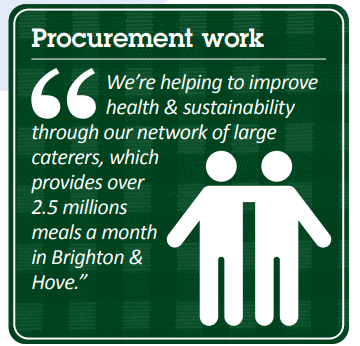 Procurement work
“ We’re helping to improve
health & sustainability
through our network of large
caterers, which
provides over
2.5 millions
meals a month
in Brighton &
Hove.”